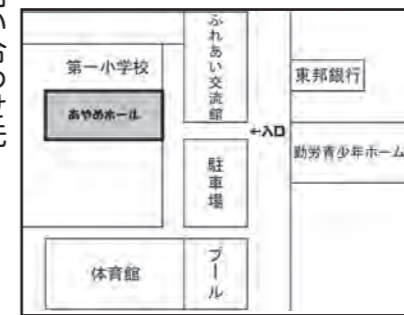 第一小学校
あやめホール
ふれあい交流館
東邦銀行
←入口
勤労青少年ホーム
駐車場
体育館
プール